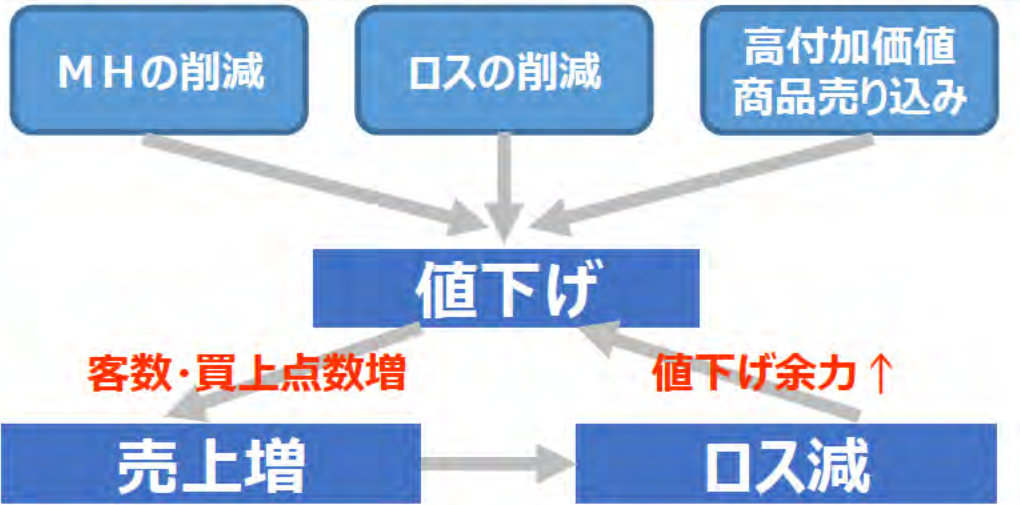 ＭＨの削減
ロスの削減
高付加価値
商品売り込み
値下げ
客数・買上点数増
値下げ余力↑
売上増
ロス減